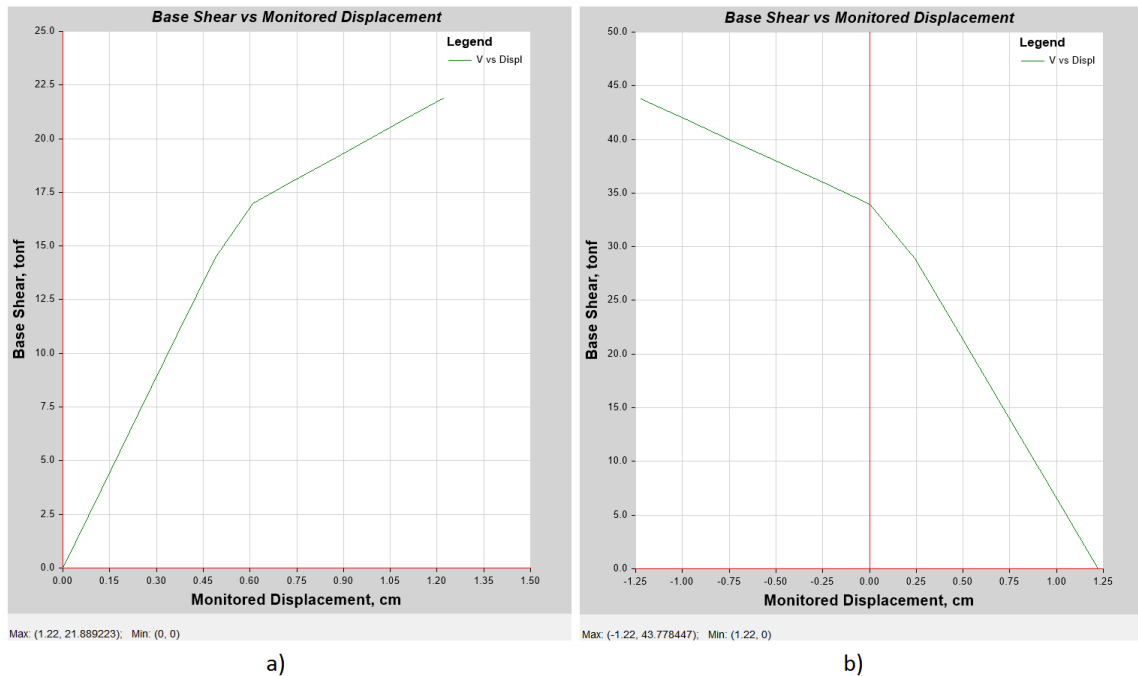 Base Shear vs Monitored Displacement
Legend
V vs Displ
Base Shear, tonf
25.0
22.5
20.0
17.5
15.0
12.5
10.0
7.5
5.0
2.5
0.0
0.00 0.15 0.30 0.45 0.60 0.75 0.90 1.05 1.20 1.35 1.50
Monitored Displacement, cm
Max: (1.22, 21.889223); Min: (0, 0)
a)
Base Shear vs Monitored Displacement
Legend
V vs Displ
Base Shear, tonf
50.0
45.0
40.0
35.0
30.0
25.0
20.0
15.0
10.0
5.0
0.0
-1.25 -1.00 -0.75 -0.50 -0.25 0.00 0.25 0.50 0.75 1.00 1.25
Monitored Displacement, cm
Max: (-1.22, 43.778447); Min: (1.22, 0)
b)